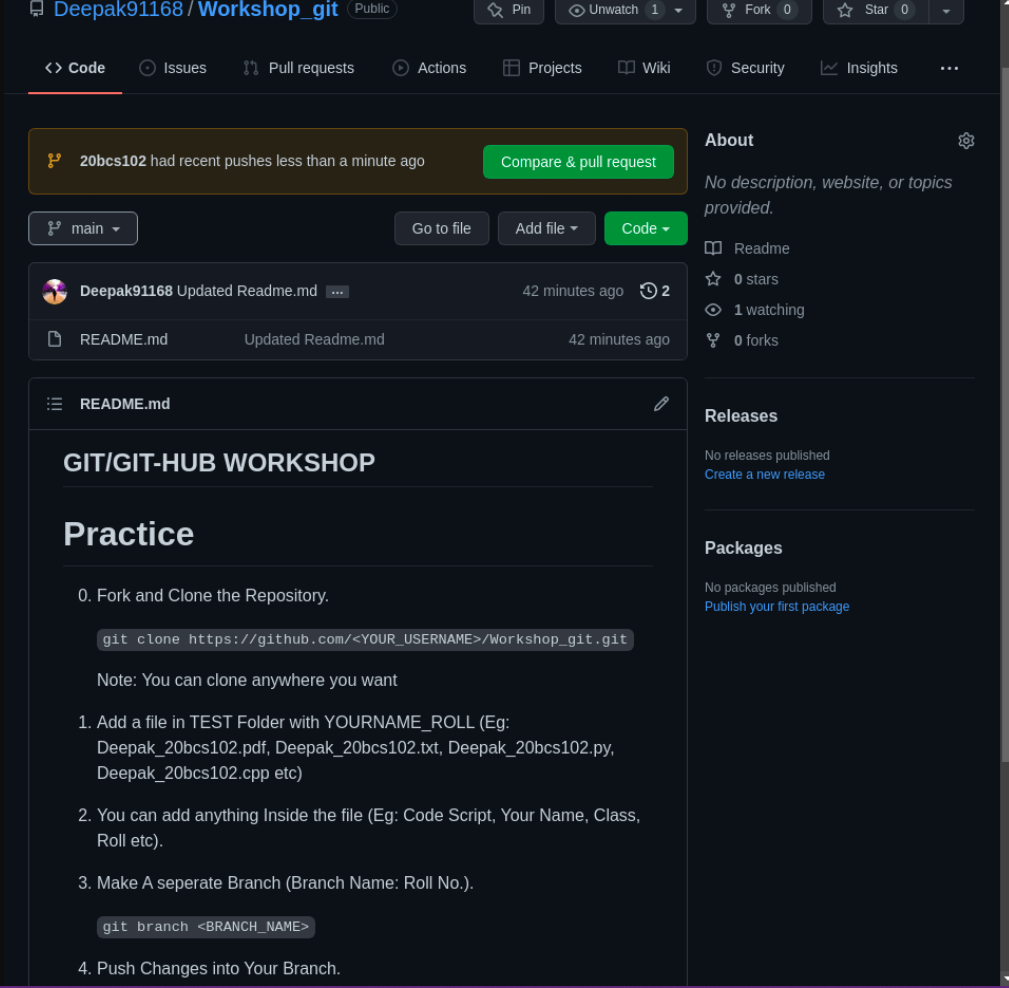 Deepak91168 / Workshop_git Public
Pin Unwatch 1 Fork 0 Star 0
Code Issues Pull requests Actions Projects Wiki Security Insights ...
20bcs102 had recent pushes less than a minute ago Compare & pull request
main Go to file Add file Code
Deepak91168 Updated Readme.md ... 42 minutes ago 2
README.md Updated Readme.md 42 minutes ago
README.md
GIT/GIT-HUB WORKSHOP
Practice
0. Fork and Clone the Repository.
git clone https://github.com/<YOUR_USERNAME>/Workshop_git.git
Note: You can clone anywhere you want
1. Add a file in TEST Folder with YOURNAME_ROLL (Eg:
Deepak_20bcs102.pdf, Deepak_20bcs102.txt, Deepak_20bcs102.py,
Deepak_20bcs102.cpp etc)
2. You can add anything Inside the file (Eg: Code Script, Your Name, Class,
Roll etc).
3. Make A seperate Branch (Branch Name: Roll No.).
git branch <BRANCH_NAME>
4. Push Changes into Your Branch.
About
No description, website, or topics
provided.
Readme
0 stars
1 watching
0 forks
Releases
No releases published
Create a new release
Packages
No packages published
Publish your first package